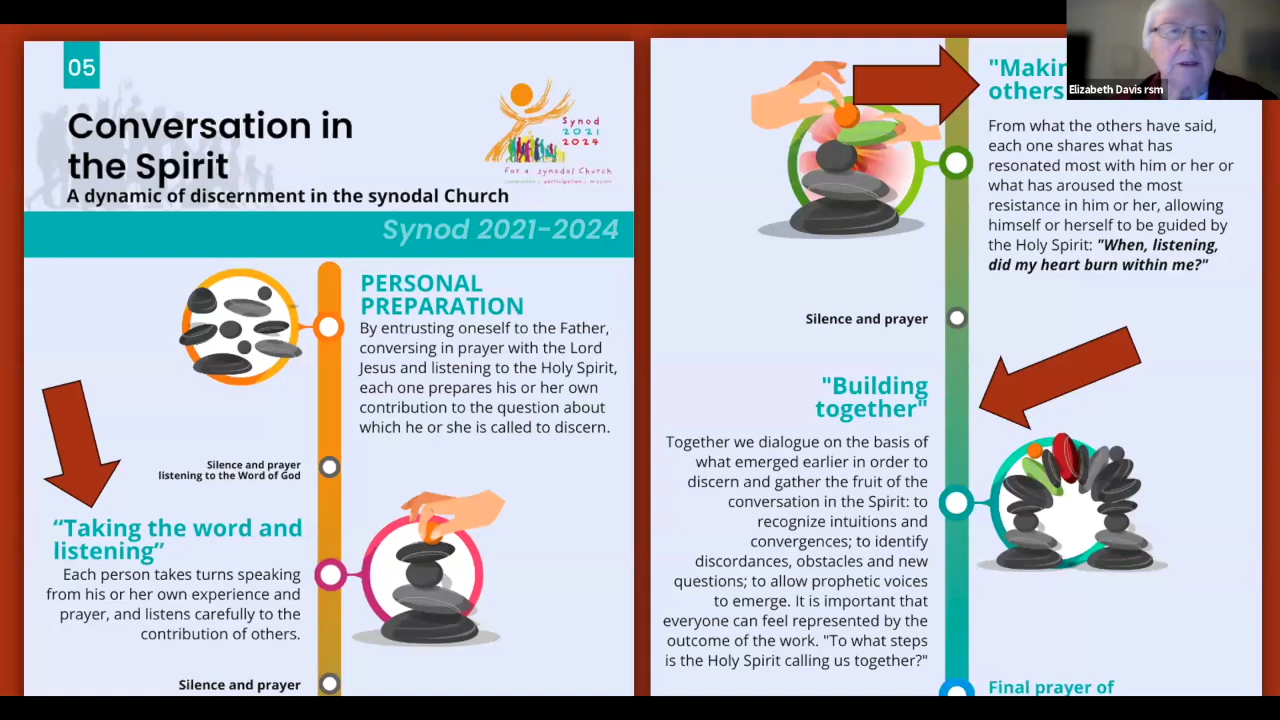 05
Conversation in
the Spirit
A dynamic of discernment in the synodal Church
Synod
2021
2024
For a synodal Church
communion | participation | mission
Synod 2021-2024
PERSONAL
PREPARATION
By entrusting oneself to the Father,
conversing in prayer with the Lord
Jesus and listening to the Holy Spirit,
each one prepares his or her own
contribution to the question about
which he or she is called to discern.
Silence and prayer
listening to the Word of God
“Taking the word and
listening”
Each person takes turns speaking
from his or her own experience and
prayer, and listens carefully to the
contribution of others.
Silence and prayer
others
Elizabeth Davis rsm
From what the others have said,
each one shares what has
resonated most with him or her or
what has aroused the most
resistance in him or her, allowing
himself or herself to be guided by
the Holy Spirit: "When, listening,
did my heart burn within me?"
Silence and prayer
"Building
together"
Together we dialogue on the basis of
what emerged earlier in order to
discern and gather the fruit of the
conversation in the Spirit: to
recognize intuitions and
convergences; to identify
discordances, obstacles and new
questions; to allow prophetic voices
to emerge. It is important that
everyone can feel represented by the
outcome of the work. "To what steps
is the Holy Spirit calling us together?"
Final prayer of